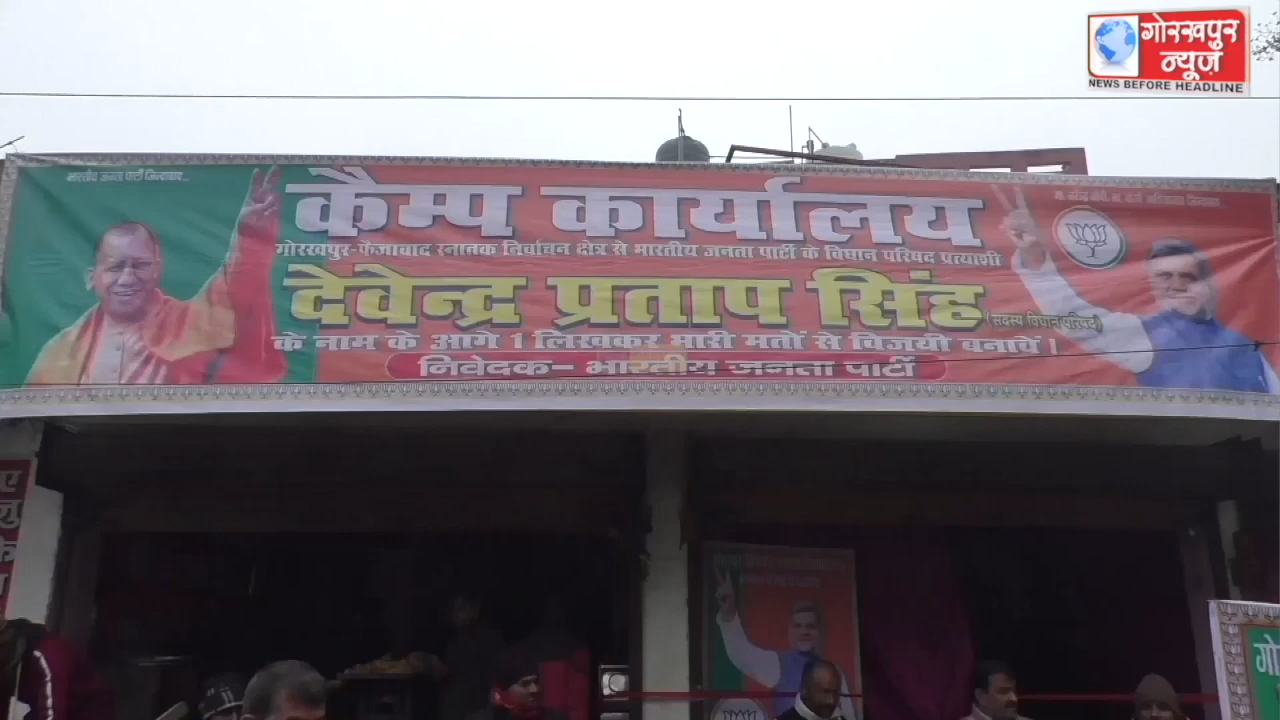 गोरखपुर
न्यूज़
NEWS BEFORE HEADLINE
भारतीय जनता पार्टी जिन्दाबाद...
कैम्प कार्यालय
गोरखपुर-फैजाबाद स्नातक निर्वाचन क्षेत्र से भारतीय जनता पार्टी के विधान परिषद प्रत्याशी
देवेन्द्र प्रताप सिंह
(सदस्य विधान परिषद)
के नाम के आगे 1 लिखकर भारी मतों से विजयी बनावें।
निवेदक– भारतीय जनता पार्टी